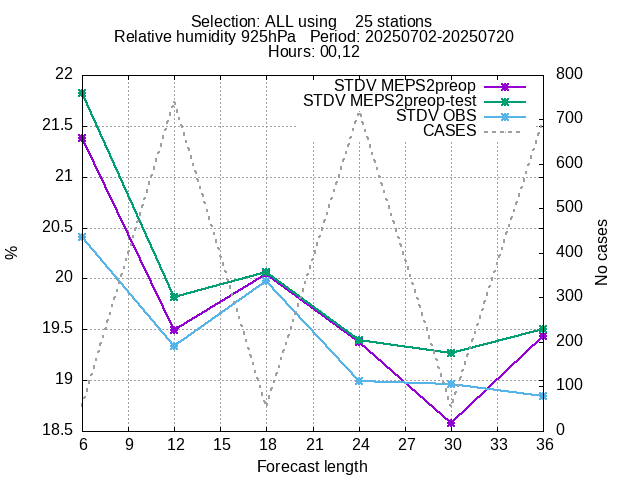 Selection: ALL using    25 stations
Relative humidity 925hPa   Period: 20250702-20250720
Hours: 00,12
STDV MEPS2preop
STDV MEPS2preop-test
STDV OBS
CASES
22
21.5
21
20.5
20
19.5
19
18.5
%
800
700
600
500
400
300
200
100
0
No cases
6 9 12 15 18 21 24 27 30 33 36
Forecast length